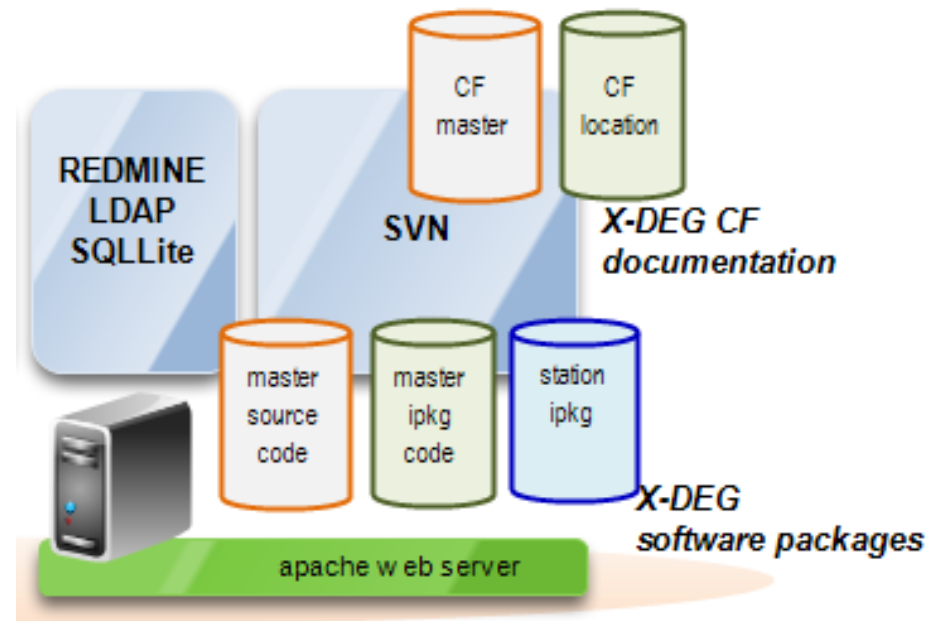 CF
master
CF
location
REDMINE
LDAP
SQLLite
SVN
X-DEG CF
documentation
master
source
code
master
ipkg
code
station
ipkg
X-DEG
software packages
apache web server